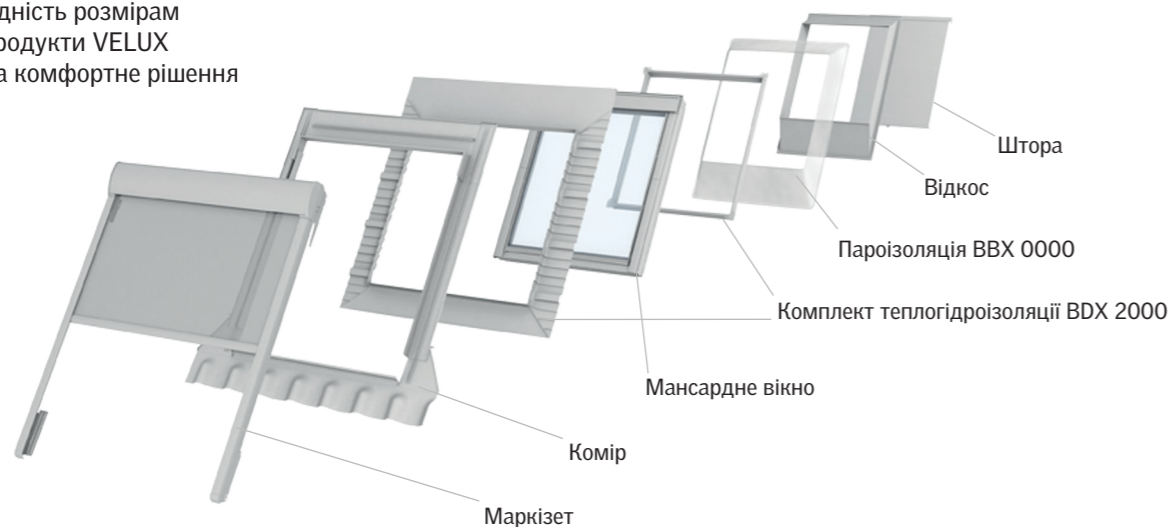 дність розмірам
родукти VELUX
а комфортне рішення
Штора
Відкос
Пароізоляція BBX 0000
Комплект теплогідроізоляції BDX 2000
Мансардне вікно
Комір
Маркізет